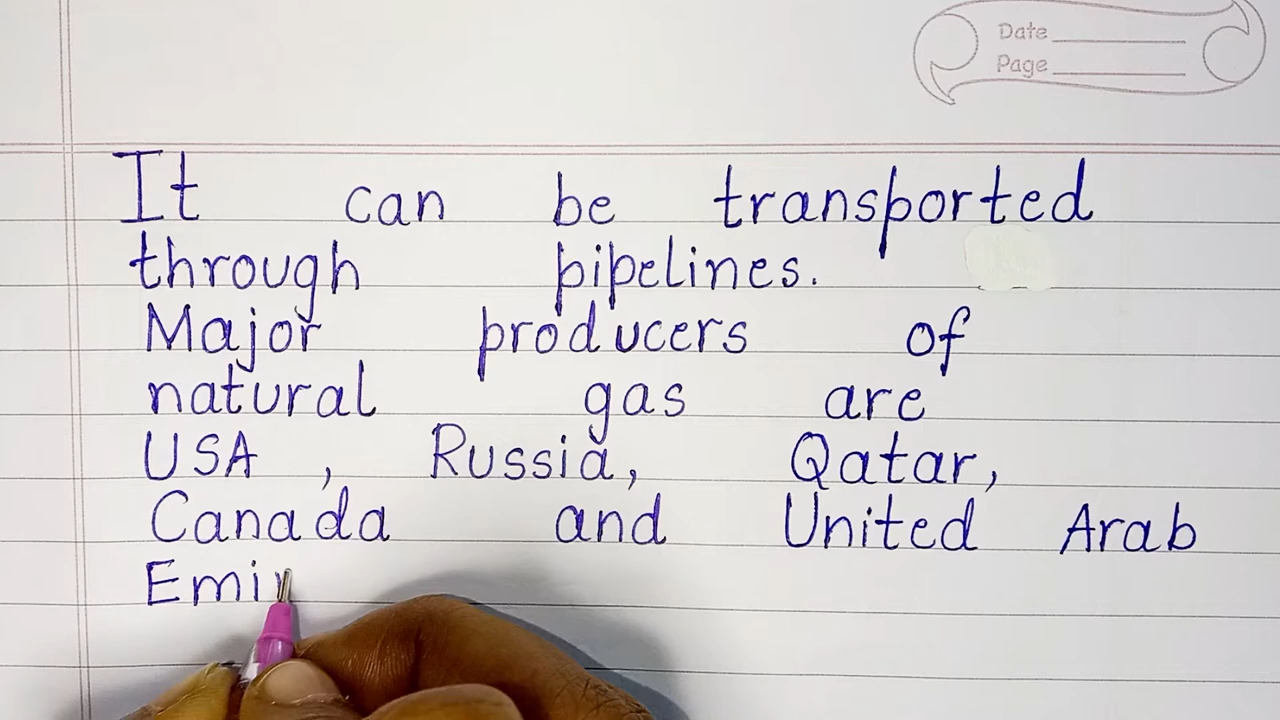 Date
Page
It can be transported
through pipelines.
Major producers of
natural gas are
USA , Russia, Qatar,
Canada and United Arab
Emir